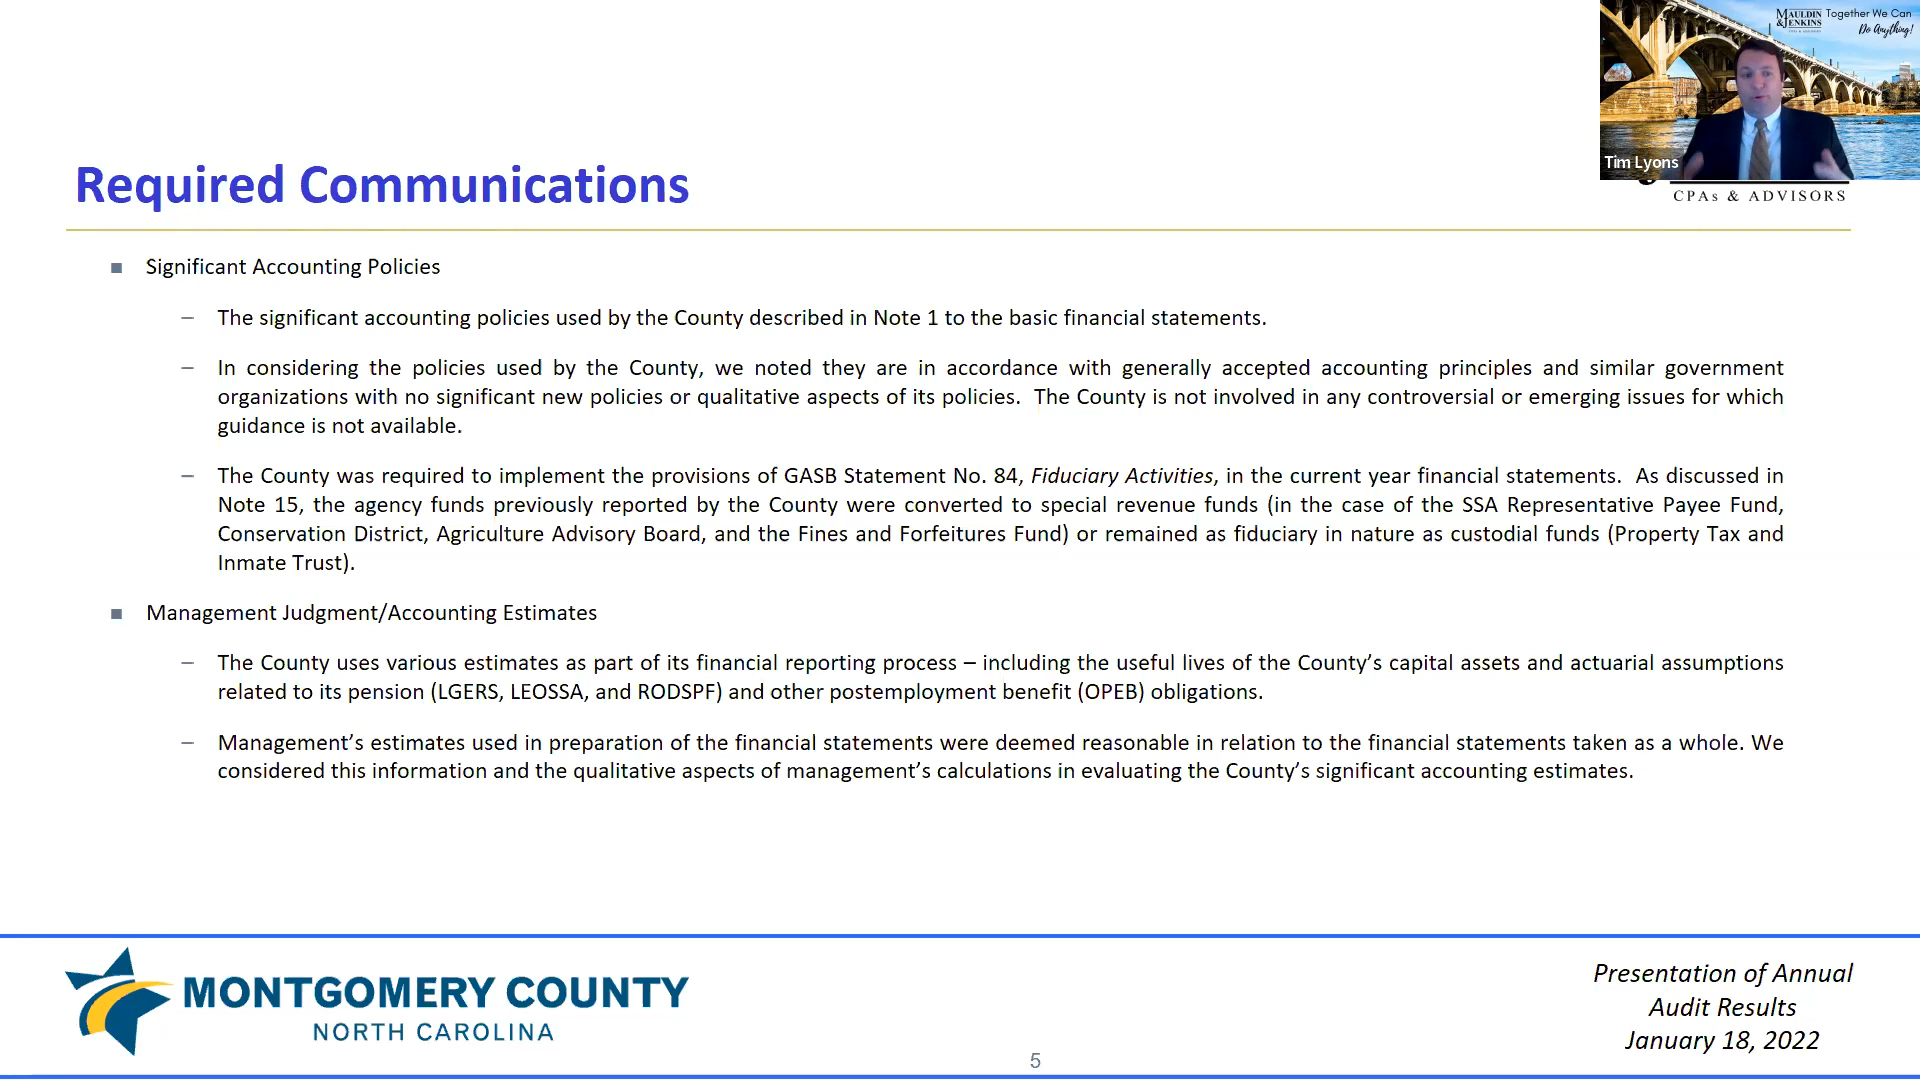 MAULDIN Together We Can
& JENKINS Do Anything!
Tim Lyons
CPAs & ADVISORS
Required Communications
Significant Accounting Policies
– The significant accounting policies used by the County described in Note 1 to the basic financial statements.
– In considering the policies used by the County, we noted they are in accordance with generally accepted accounting principles and similar government
organizations with no significant new policies or qualitative aspects of its policies. The County is not involved in any controversial or emerging issues for which
guidance is not available.
– The County was required to implement the provisions of GASB Statement No. 84, Fiduciary Activities, in the current year financial statements. As discussed in
Note 15, the agency funds previously reported by the County were converted to special revenue funds (in the case of the SSA Representative Payee Fund,
Conservation District, Agriculture Advisory Board, and the Fines and Forfeitures Fund) or remained as fiduciary in nature as custodial funds (Property Tax and
Inmate Trust).
Management Judgment/Accounting Estimates
– The County uses various estimates as part of its financial reporting process – including the useful lives of the County’s capital assets and actuarial assumptions
related to its pension (LGERS, LEOSSA, and RODSPF) and other postemployment benefit (OPEB) obligations.
– Management’s estimates used in preparation of the financial statements were deemed reasonable in relation to the financial statements taken as a whole. We
considered this information and the qualitative aspects of management’s calculations in evaluating the County’s significant accounting estimates.
MONTGOMERY COUNTY
NORTH CAROLINA
5
Presentation of Annual
Audit Results
January 18, 2022